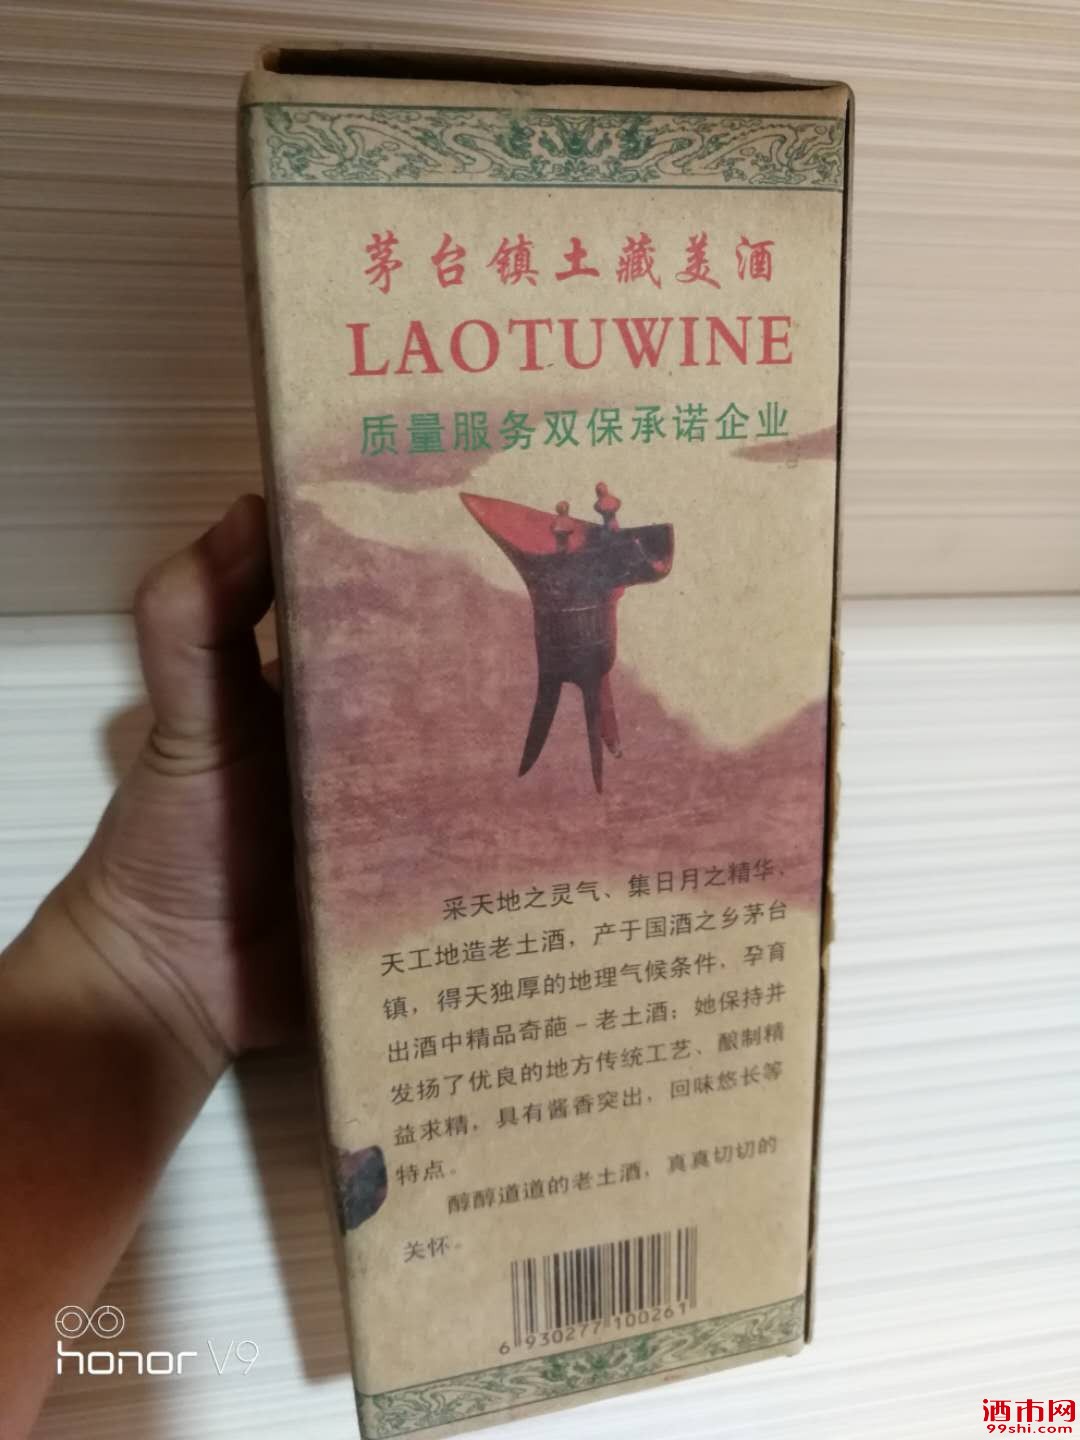 茅台镇土藏美酒
LAOTUWINE
质量服务双保承诺企业
采天地之灵气、集日月之精华、
天工地造老土酒，产于国酒之乡茅台
镇，得天独厚的地理气候条件，孕育
出酒中精品奇葩－老土酒；她保持并
发扬了优良的地方传统工艺、酿制精
益求精，具有酱香突出，回味悠长等
特点。
醇醇道道的老土酒，真真切切的
关怀。
6 930277 100261
honor V9
酒市网
99shi.com